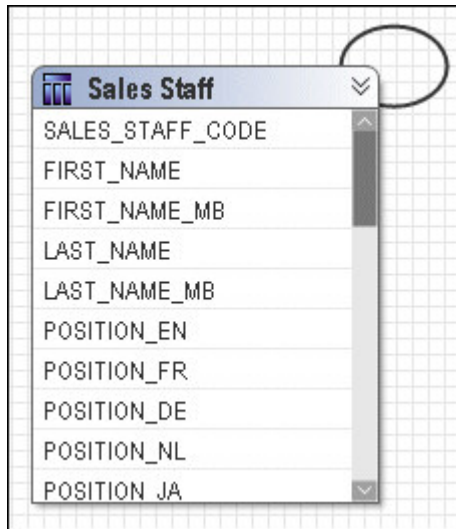 Sales Staff
SALES_STAFF_CODE
FIRST_NAME
FIRST_NAME_MB
LAST_NAME
LAST_NAME_MB
POSITION_EN
POSITION_FR
POSITION_DE
POSITION_NL
POSITION_JA